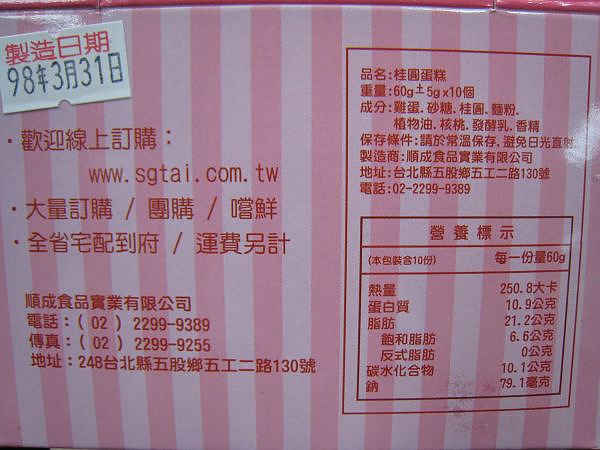 製造日期
98年3月31日
・歡迎線上訂購：
www.sgtai.com.tw
・大量訂購 / 團購 / 嚐鮮
・全省宅配到府 / 運費另計
順成食品實業有限公司
電話：( 02 ) 2299-9389
傳真：( 02 ) 2299-9255
地址：248台北縣五股鄉五工二路130號
品名:桂圓蛋糕
重量:60g±5g×10個
成分:雞蛋.砂糖.桂圓.麵粉.
植物油.核桃.發酵乳.香精
保存條件:請於常溫保存,避免日光直射
製造商:順成食品實業有限公司
地址:台北縣五股鄉五工二路130號
電話:02-2299-9389
營養標示
(本包裝含10份) 每一份量60g
熱量 250.8大卡
蛋白質 10.9公克
脂肪 21.2公克
飽和脂肪 6.6公克
反式脂肪 0公克
碳水化合物 10.1公克
鈉 79.1毫克